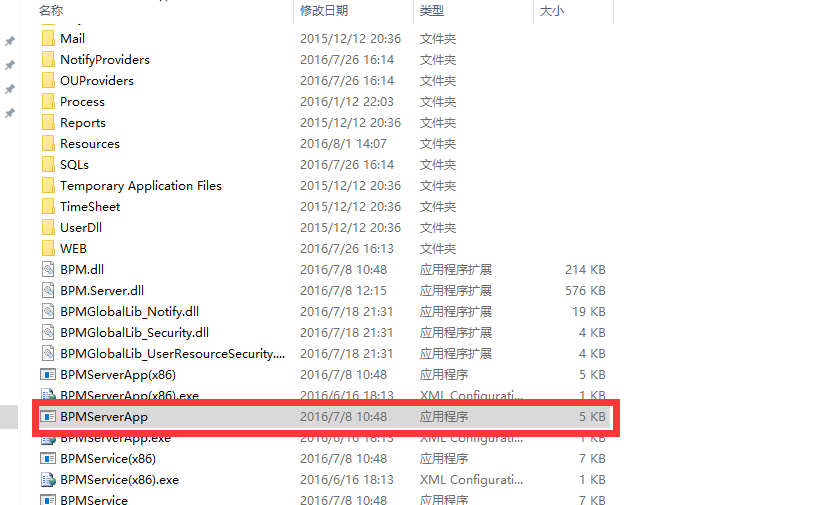 名称 修改日期 类型 大小
Mail 2015/12/12 20:36 文件夹
NotifyProviders 2016/7/26 16:14 文件夹
OUProviders 2016/7/26 16:14 文件夹
Process 2016/1/12 22:03 文件夹
Reports 2015/12/12 20:36 文件夹
Resources 2016/8/1 14:07 文件夹
SQLs 2016/7/26 16:14 文件夹
Temporary Application Files 2015/12/12 20:36 文件夹
TimeSheet 2015/12/12 20:36 文件夹
UserDll 2015/12/12 20:36 文件夹
WEB 2016/7/26 16:13 文件夹
BPM.dll 2016/7/8 10:48 应用程序扩展 214 KB
BPM.Server.dll 2016/7/8 12:15 应用程序扩展 576 KB
BPMGlobalLib_Notify.dll 2016/7/18 21:31 应用程序扩展 19 KB
BPMGlobalLib_Security.dll 2016/7/18 21:31 应用程序扩展 4 KB
BPMGlobalLib_UserResourceSecurity.... 2016/7/18 21:31 应用程序扩展 4 KB
BPMServerApp(x86) 2016/7/8 10:48 应用程序 5 KB
BPMServerApp(x86).exe 2016/6/16 18:13 XML Configurati... 1 KB
BPMServerApp 2016/7/8 10:48 应用程序 5 KB
BPMServerApp.exe 2016/6/16 18:13 XML Configurati... 1 KB
BPMService(x86) 2016/7/8 10:48 应用程序 7 KB
BPMService(x86).exe 2016/6/16 18:13 XML Configurati... 1 KB
BPMService 2016/7/8 10:48 应用程序 7 KB